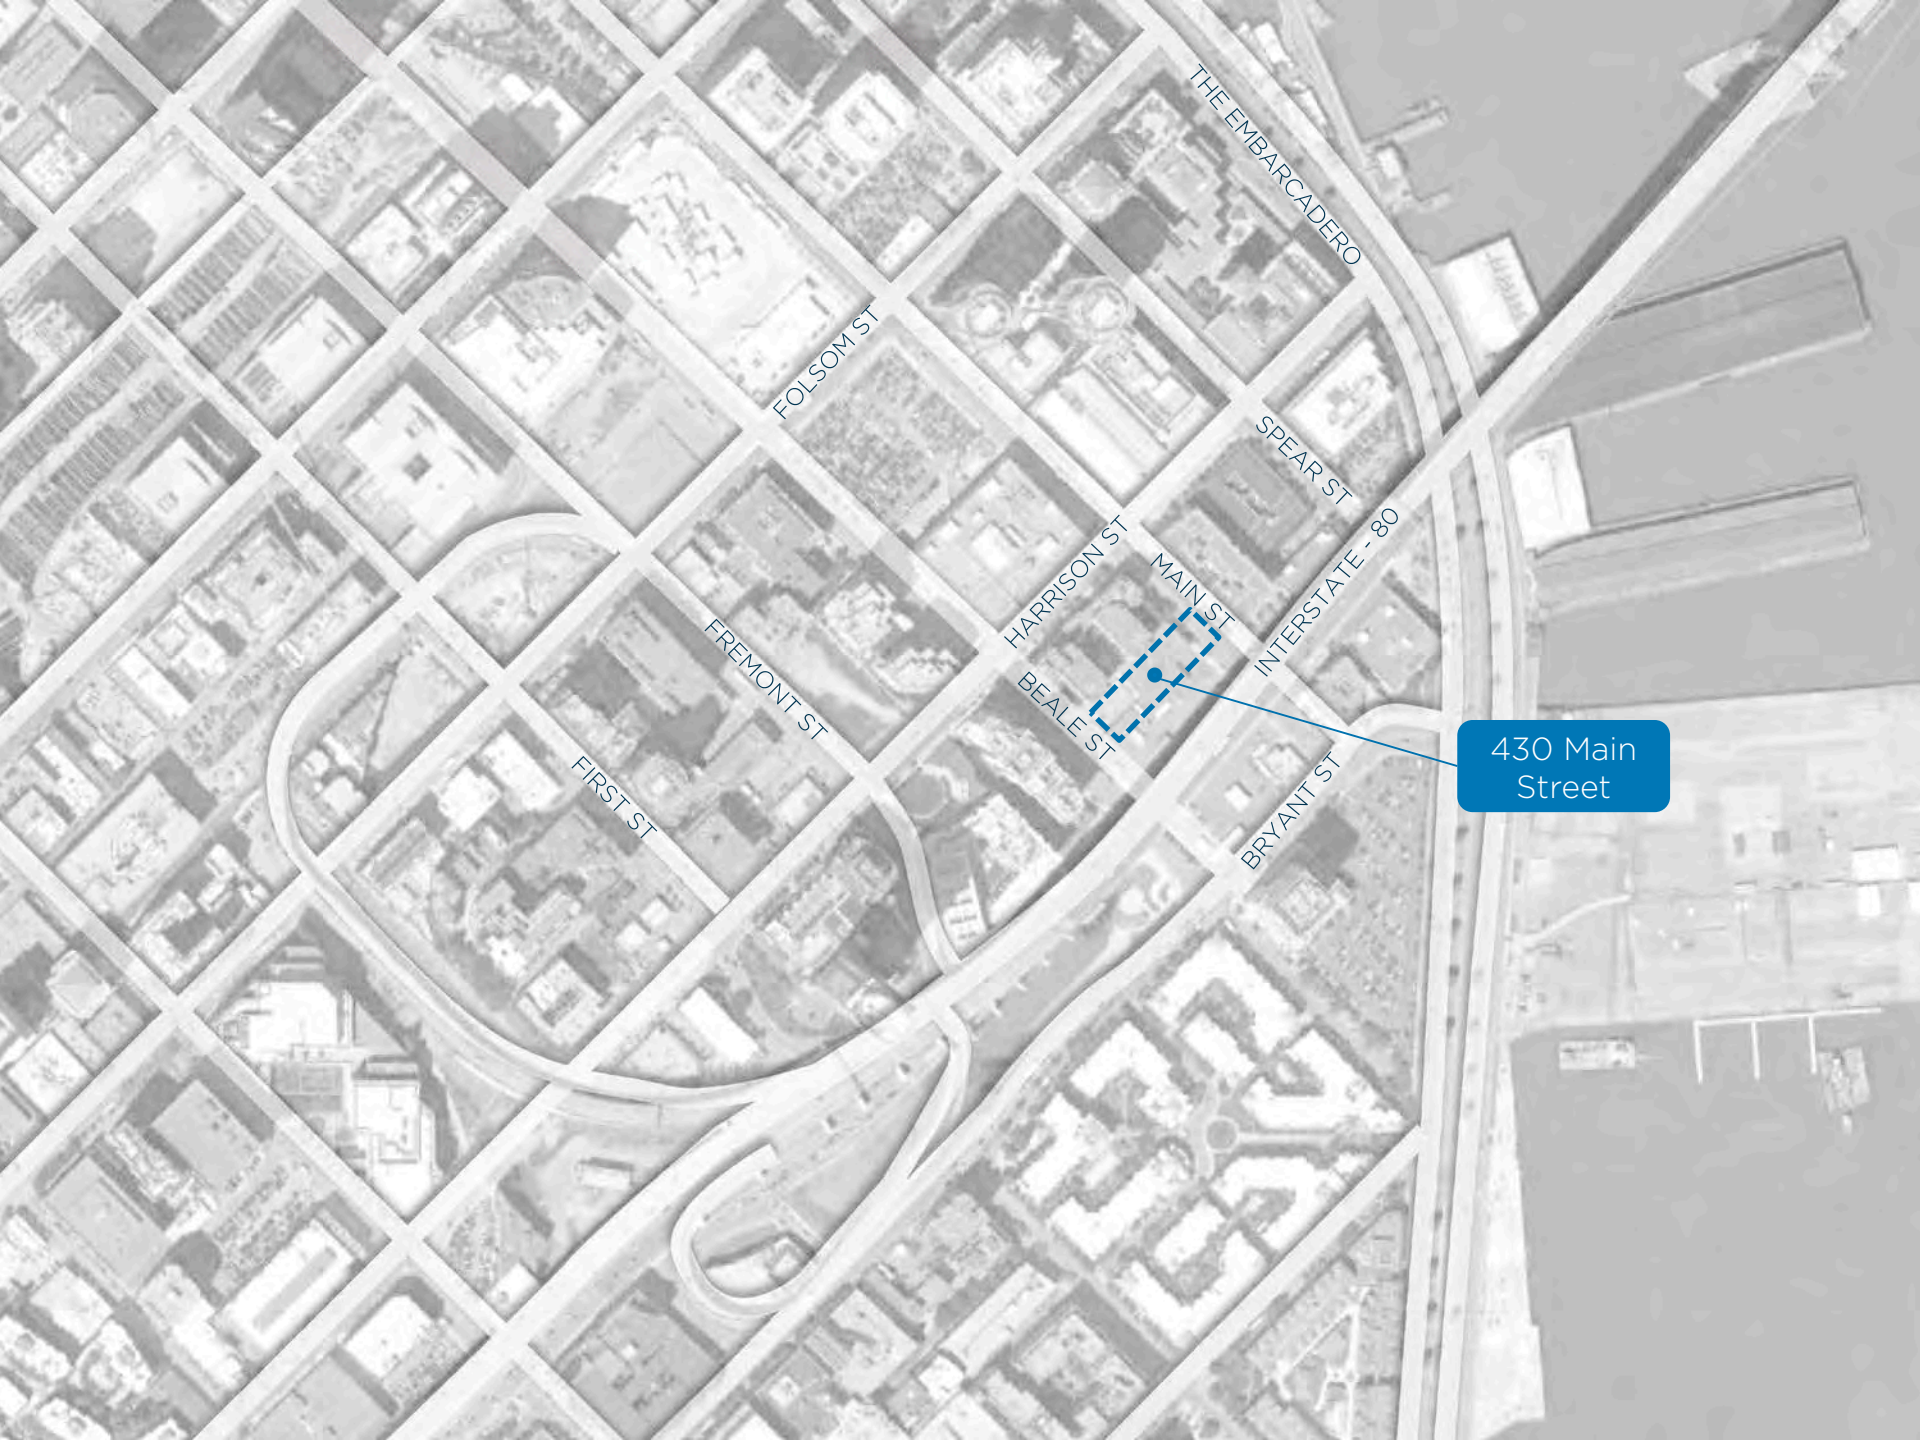 THE EMBARCADERO
FOLSOM ST
SPEAR ST
HARRISON ST
MAIN ST
INTERSTATE - 80
FREMONT ST
BEALE ST
FIRST ST
BRYANT ST
430 Main
Street